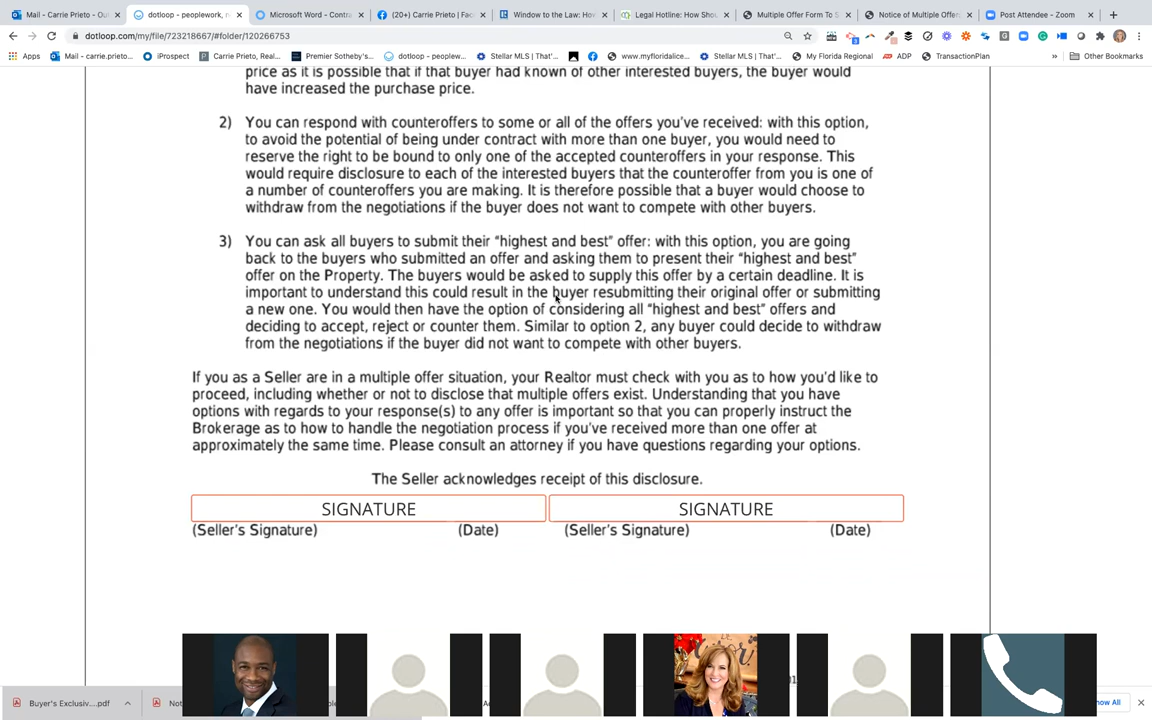 Mail - Carrie Prieto - Out
dotloop - peoplework, n
Microsoft Word - Contra
(20+) Carrie Prieto | Fac
Window to the Law: How
Legal Hotline: How Shou
Multiple Offer Form To S
Notice of Multiple Offer
Post Attendee - Zoom
dotloop.com/my/file/723218667/#folder/120266753
Apps
Mail - carrie.prieto...
iProspect
Carrie Prieto, Real...
Premier Sotheby's...
dotloop — peoplew...
Stellar MLS | That'...
www.myfloridalice...
Stellar MLS | That'...
My Florida Regional
ADP
TransactionPlan
»
Other Bookmarks
price as it is possible that if that buyer had known of other interested buyers, the buyer would
have increased the purchase price.
2) You can respond with counteroffers to some or all of the offers you've received: with this option,
to avoid the potential of being under contract with more than one buyer, you would need to
reserve the right to be bound to only one of the accepted counteroffers in your response. This
would require disclosure to each of the interested buyers that the counteroffer from you is one of
a number of counteroffers you are making. It is therefore possible that a buyer would choose to
withdraw from the negotiations if the buyer does not want to compete with other buyers.
3) You can ask all buyers to submit their “highest and best” offer: with this option, you are going
back to the buyers who submitted an offer and asking them to present their “highest and best”
offer on the Property. The buyers would be asked to supply this offer by a certain deadline. It is
important to understand this could result in the buyer resubmitting their original offer or submitting
a new one. You would then have the option of considering all “highest and best” offers and
deciding to accept, reject or counter them. Similar to option 2, any buyer could decide to withdraw
from the negotiations if the buyer did not want to compete with other buyers.
If you as a Seller are in a multiple offer situation, your Realtor must check with you as to how you'd like to
proceed, including whether or not to disclose that multiple offers exist. Understanding that you have
options with regards to your response(s) to any offer is important so that you can properly instruct the
Brokerage as to how to handle the negotiation process if you've received more than one offer at
approximately the same time. Please consult an attorney if you have questions regarding your options.
The Seller acknowledges receipt of this disclosure.
SIGNATURE SIGNATURE
(Seller's Signature) (Date) (Seller's Signature) (Date)
Buyer's Exclusiv....pdf
Not
how All